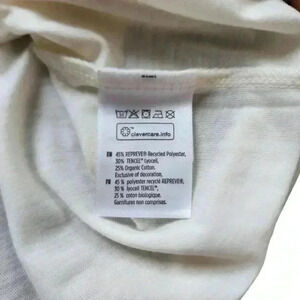 clevercare.info
EN 45% REPREVE® Recycled Polyester,
30% TENCEL™ Lyocell,
25% Organic Cotton.
Exclusive of decoration.
FR 45 % polyester recyclé REPREVE®,
30 % lyocell TENCEL™,
25 % coton biologique.
Garnitures non comprises.